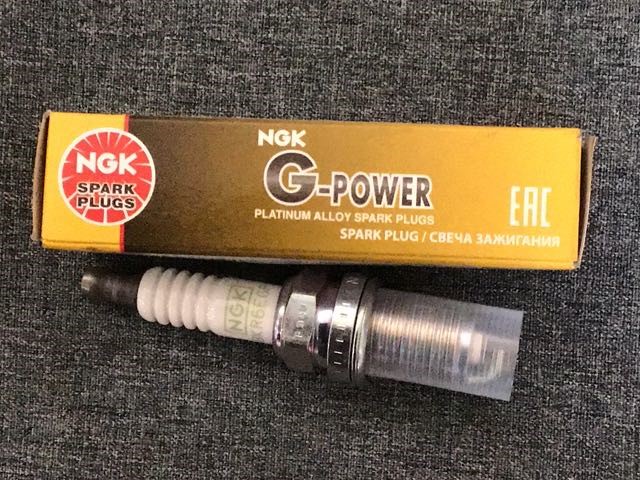 NGK
SPARK
PLUGS
NGK
G-POWER
PLATINUM ALLOY SPARK PLUGS
SPARK PLUG / СВЕЧА ЗАЖИГАНИЯ
EAC
NGK